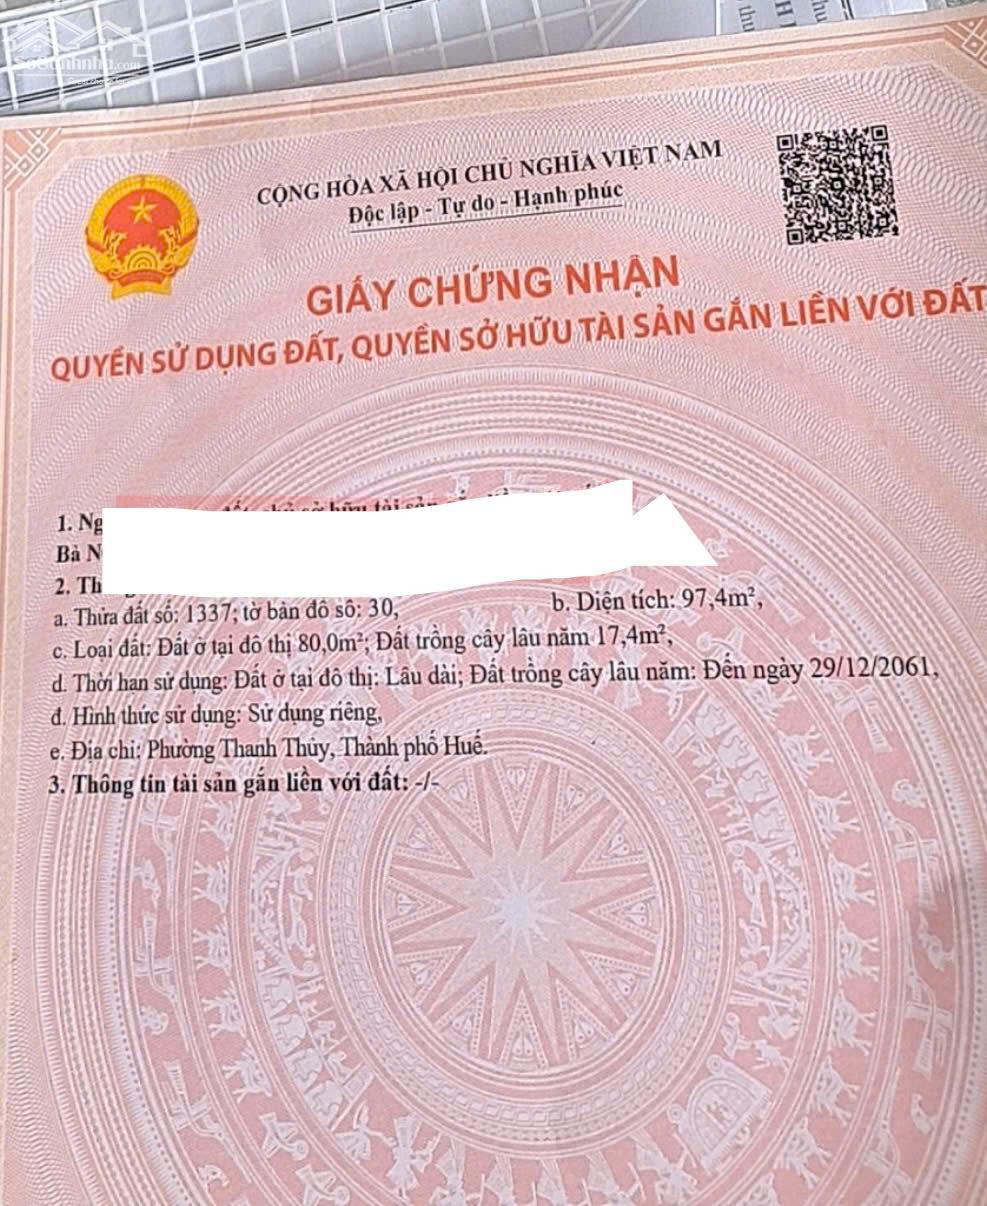 SoSanhnha.com
thu
H I
thu
CỘNG HÒA XÃ HỘI CHỦ NGHĨA VIỆT NAM
Độc lập - Tự do - Hạnh phúc
GIẤY CHỨNG NHẬN
QUYỀN SỬ DỤNG ĐẤT, QUYỀN SỞ HỮU TÀI SẢN GẮN LIỀN VỚI ĐẤT
1. Ng
Bà N
2. Th
a. Thửa đất số: 1337; tờ bản đồ số: 30, b. Diện tích: 97,4m²,
c. Loại đất: Đất ở tại đô thị 80,0m²; Đất trồng cây lâu năm 17,4m²,
d. Thời hạn sử dụng: Đất ở tại đô thị: Lâu dài; Đất trồng cây lâu năm: Đến ngày 29/12/2061,
đ. Hình thức sử dụng: Sử dụng riêng,
e. Địa chỉ: Phường Thanh Thủy, Thành phố Huế.
3. Thông tin tài sản gắn liền với đất: -/-